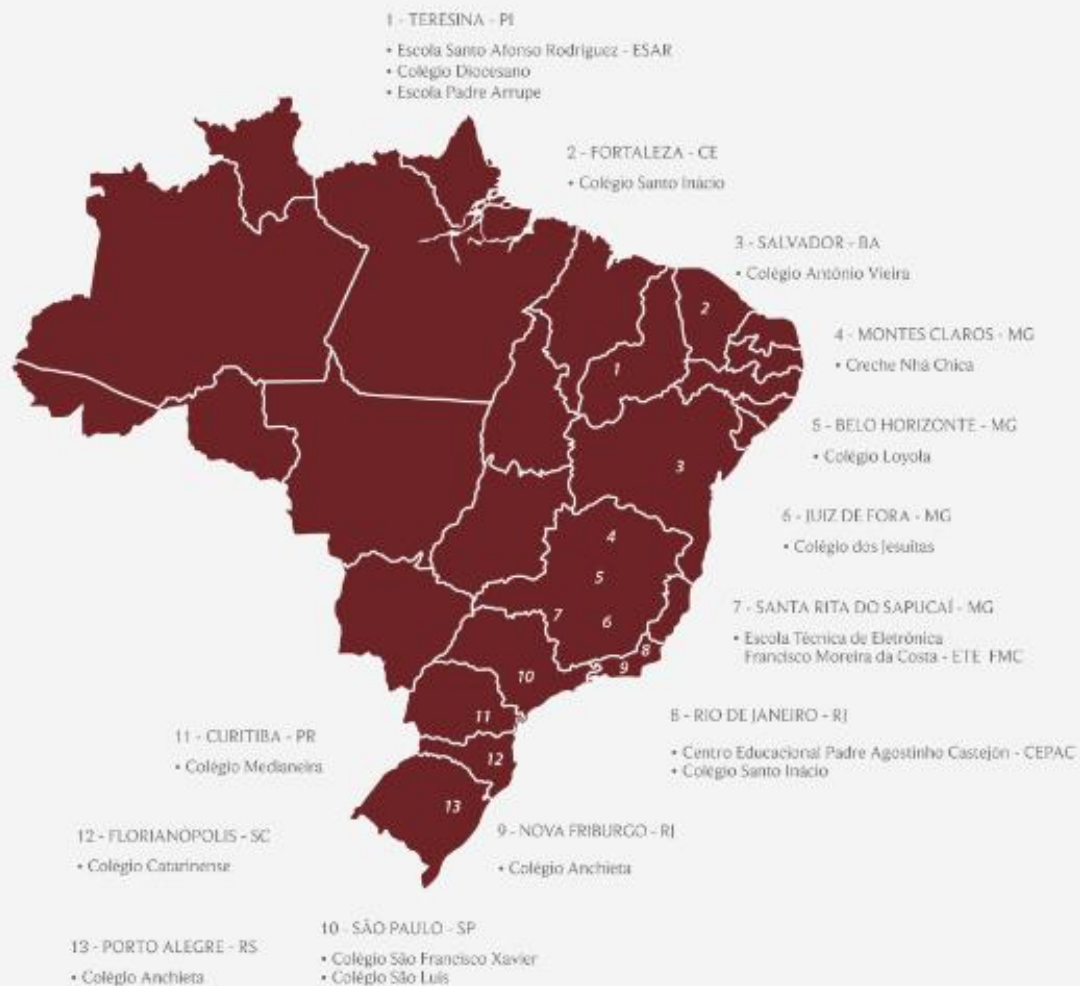 1 - TERESINA - PI
• Escola Santo Afonso Rodriguez - ESAR
• Colégio Diocesano
• Escola Padre Arrupe
2 - FORTALEZA - CE
• Colégio Santo Inácio
3 - SALVADOR - BA
• Colégio Antônio Vieira
4 - MONTES CLAROS - MG
• Creche Nhá Chica
5 - BELO HORIZONTE - MG
• Colégio Loyola
6 - JUIZ DE FORA - MG
• Colégio dos Jesuítas
7 - SANTA RITA DO SAPUCAÍ - MG
• Escola Técnica de Eletrônica
Francisco Moreira da Costa - ETE FMC
8 - RIO DE JANEIRO - RJ
• Centro Educacional Padre Agostinho Castejón - CEPAC
• Colégio Santo Inácio
9 - NOVA FRIBURGO - RJ
• Colégio Anchieta
10 - SÃO PAULO - SP
• Colégio São Francisco Xavier
• Colégio São Luís
11 - CURITIBA - PR
• Colégio Medianeira
12 - FLORIANÓPOLIS - SC
• Colégio Catarinense
13 - PORTO ALEGRE - RS
• Colégio Anchieta
2
1
3
4
5
7
6
8
9
10
11
12
13